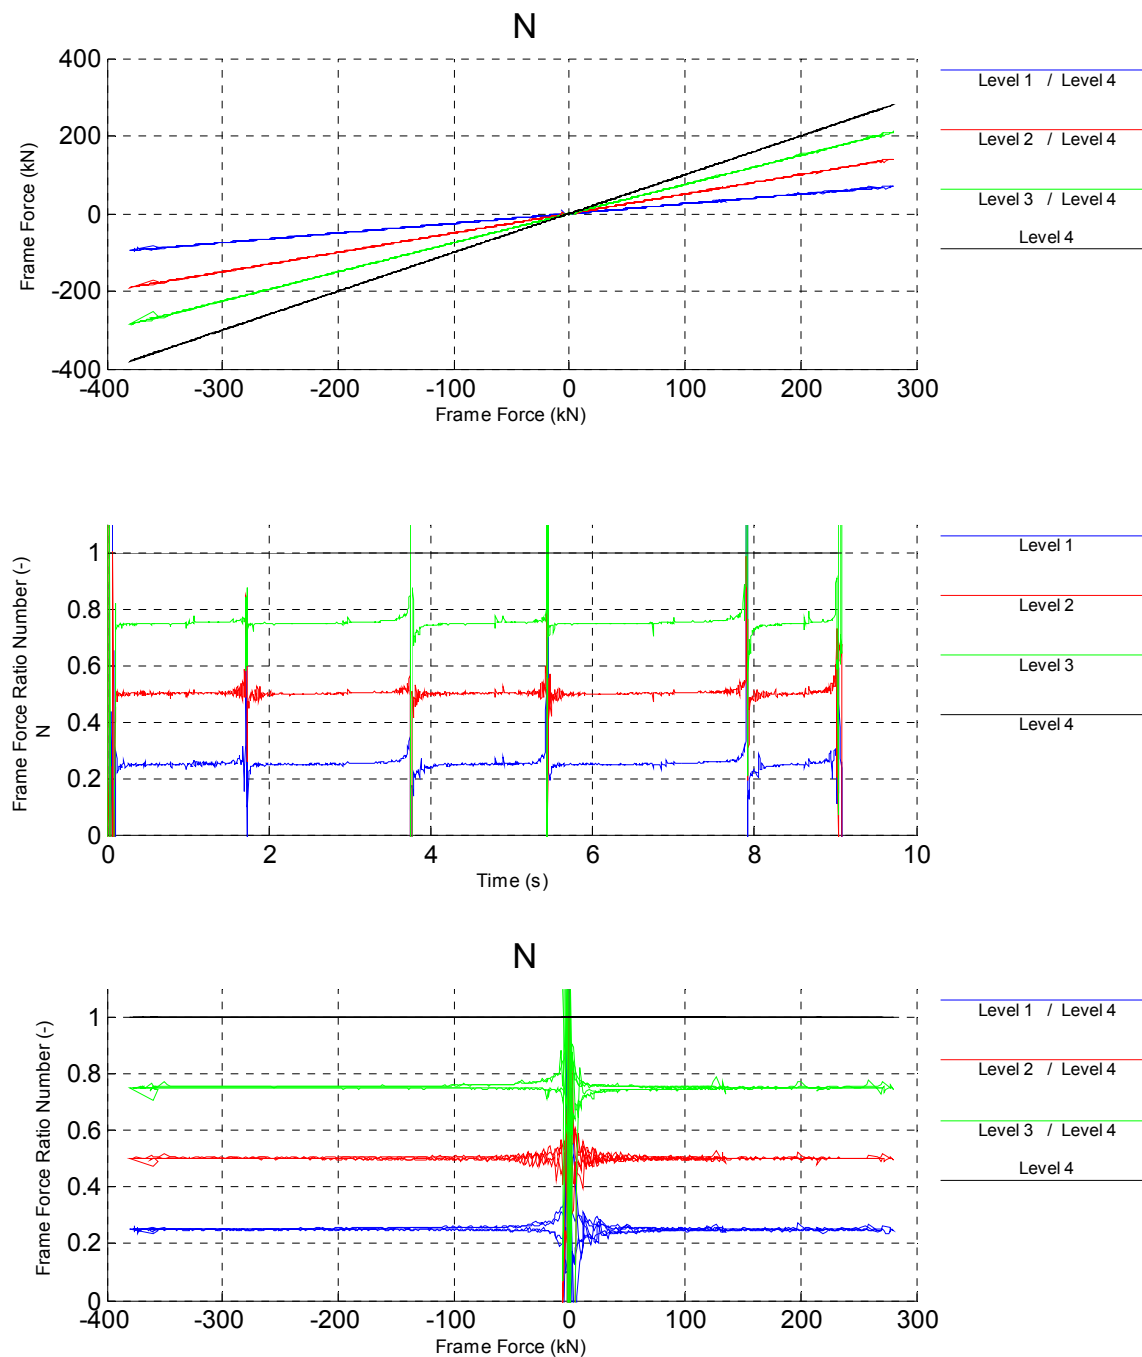 N
400
200
0
-200
-400
Frame Force (kN)
-400 -300 -200 -100 0 100 200 300
Frame Force (kN)
Level 1 / Level 4
Level 2 / Level 4
Level 3 / Level 4
Level 4
1
0.8
0.6
0.4
0.2
0
Frame Force Ratio Number (-)
N
0 2 4 6 8 10
Time (s)
Level 1
Level 2
Level 3
Level 4
N
1
0.8
0.6
0.4
0.2
0
Frame Force Ratio Number (-)
-400 -300 -200 -100 0 100 200 300
Frame Force (kN)
Level 1 / Level 4
Level 2 / Level 4
Level 3 / Level 4
Level 4